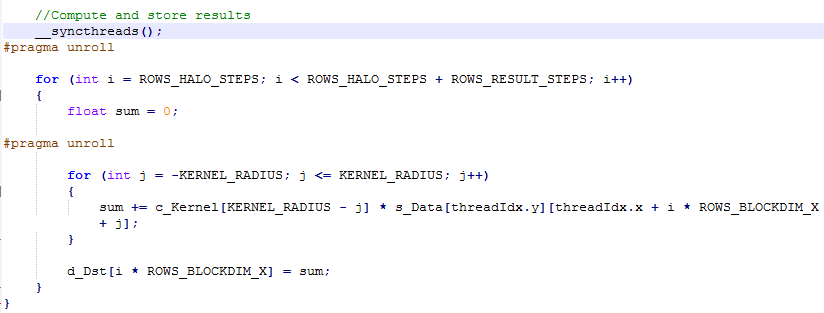 //Compute and store results
__syncthreads();
#pragma unroll
for (int i = ROWS_HALO_STEPS; i < ROWS_HALO_STEPS + ROWS_RESULT_STEPS; i++)
{
float sum = 0;
#pragma unroll
for (int j = -KERNEL_RADIUS; j <= KERNEL_RADIUS; j++)
{
sum += c_Kernel[KERNEL_RADIUS - j] * s_Data[threadIdx.y][threadIdx.x + i * ROWS_BLOCKDIM_X
+ j];
}
d_Dst[i * ROWS_BLOCKDIM_X] = sum;
}
}